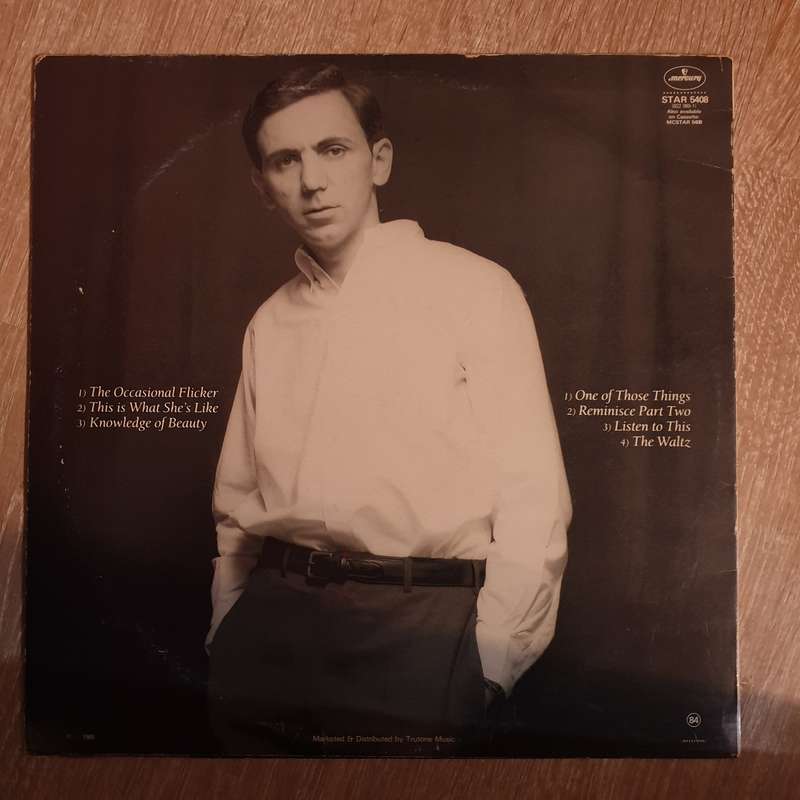 mercury
STAR 5408
Also available
on Cassette
MCSTAR 5408
1) The Occasional Flicker
2) This is What She's Like
3) Knowledge of Beauty
1) One of Those Things
2) Reminisce Part Two
3) Listen to This
4) The Waltz
84
Marketed & Distributed by Trutone Music